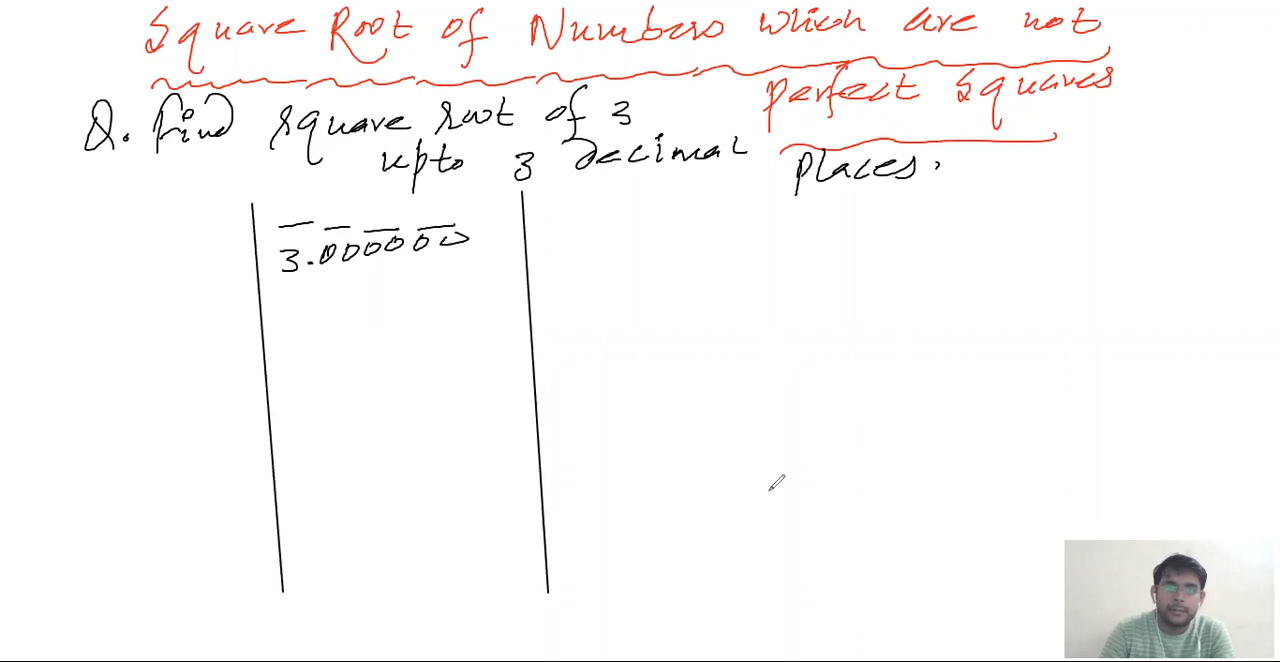 Square Root of Numbers which are not
perfect squares
Q. Find square root of 3
upto 3 decimal places.
3.000000